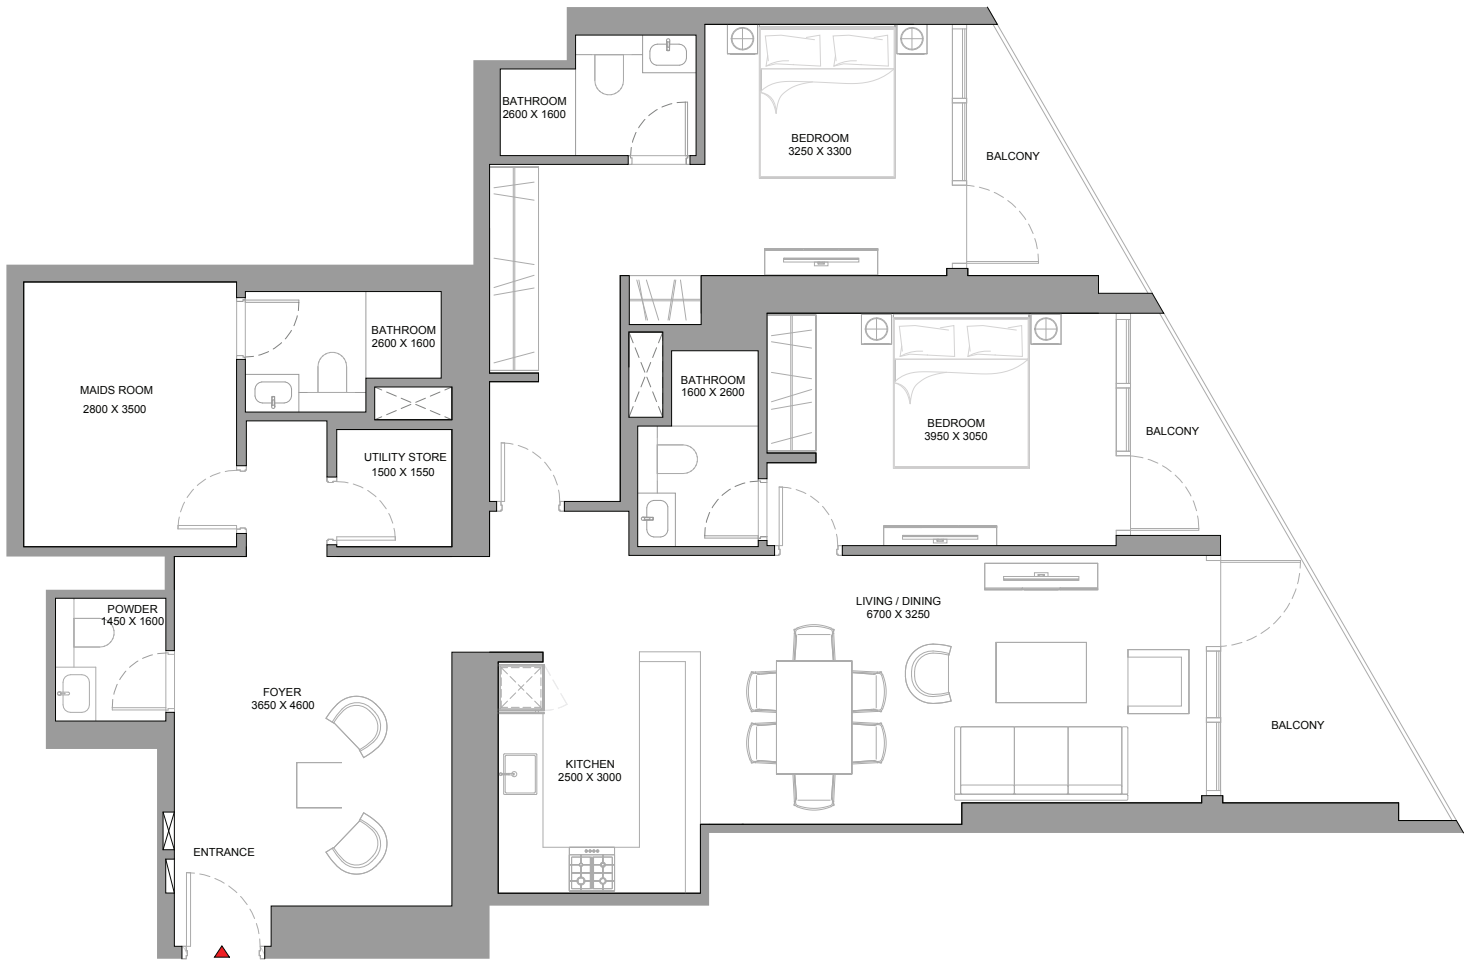 BATHROOM
2600 X 1600
BEDROOM
3250 X 3300
BALCONY
BATHROOM
2600 X 1600
MAIDS ROOM
2800 X 3500
BATHROOM
1600 X 2600
BEDROOM
3950 X 3050
BALCONY
UTILITY STORE
1500 X 1550
POWDER
1450 X 1600
LIVING / DINING
6700 X 3250
FOYER
3650 X 4600
BALCONY
KITCHEN
2500 X 3000
ENTRANCE